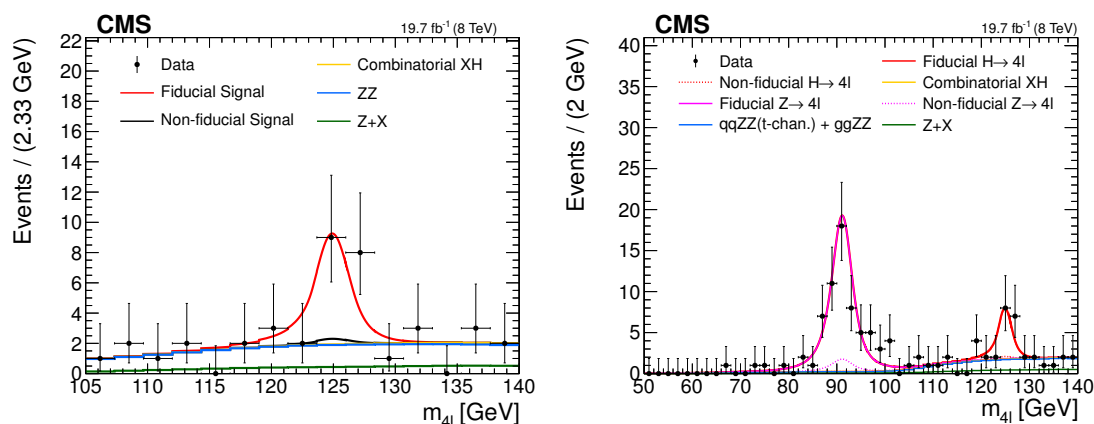 CMS
19.7 fb⁻¹ (8 TeV)
Events / (2.33 GeV)
22
20
18
16
14
12
10
8
6
4
2
0
Data
Combinatorial XH
Fiducial Signal
ZZ
Non-fiducial Signal
Z+X
105 110 115 120 125 130 135 140
m4l [GeV]
CMS
19.7 fb⁻¹ (8 TeV)
Events / (2 GeV)
40
35
30
25
20
15
10
5
0
Data
Fiducial H→ 4l
Non-fiducial H→ 4l
Combinatorial XH
Fiducial Z→ 4l
Non-fiducial Z→ 4l
qqZZ(t-chan.) + ggZZ
Z+X
50 60 70 80 90 100 110 120 130 140
m4l [GeV]